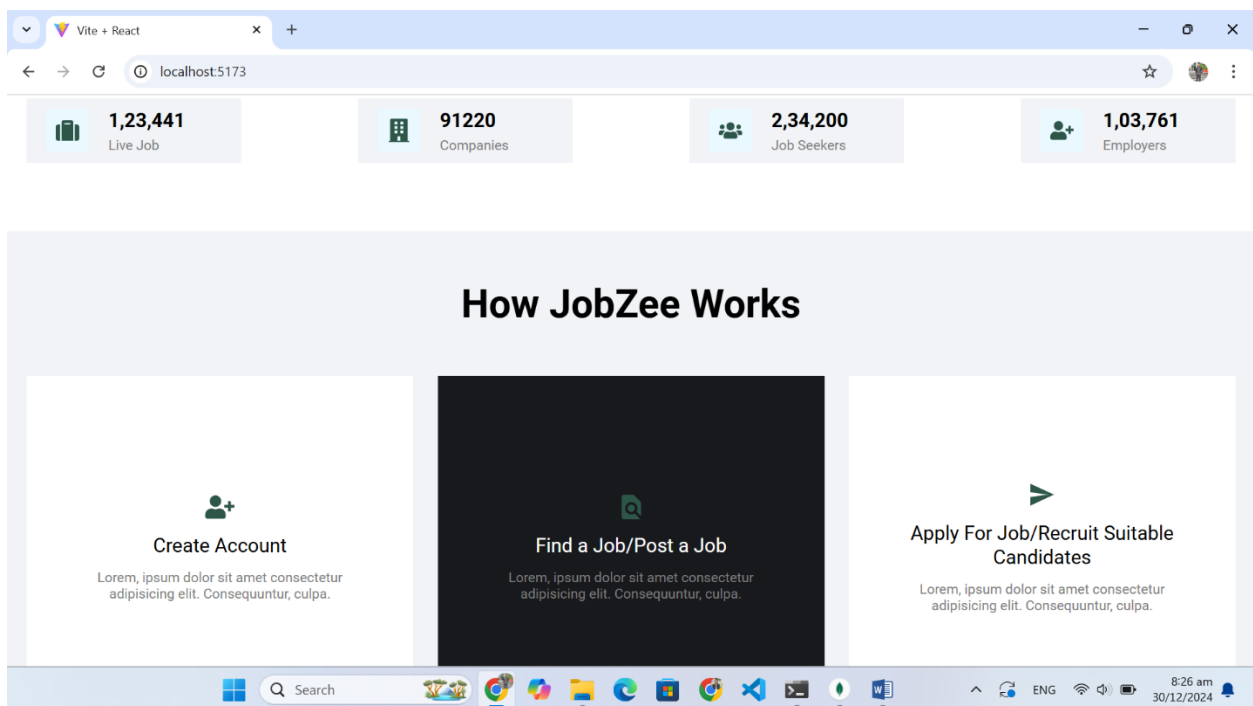 Vite + React
localhost:5173
1,23,441
Live Job
91220
Companies
2,34,200
Job Seekers
1,03,761
Employers
How JobZee Works
Create Account
Lorem, ipsum dolor sit amet consectetur
adipisicing elit. Consequuntur, culpa.
Find a Job/Post a Job
Lorem, ipsum dolor sit amet consectetur
adipisicing elit. Consequuntur, culpa.
Apply For Job/Recruit Suitable
Candidates
Lorem, ipsum dolor sit amet consectetur
adipisicing elit. Consequuntur, culpa.
Search
ENG
8:26 am
30/12/2024